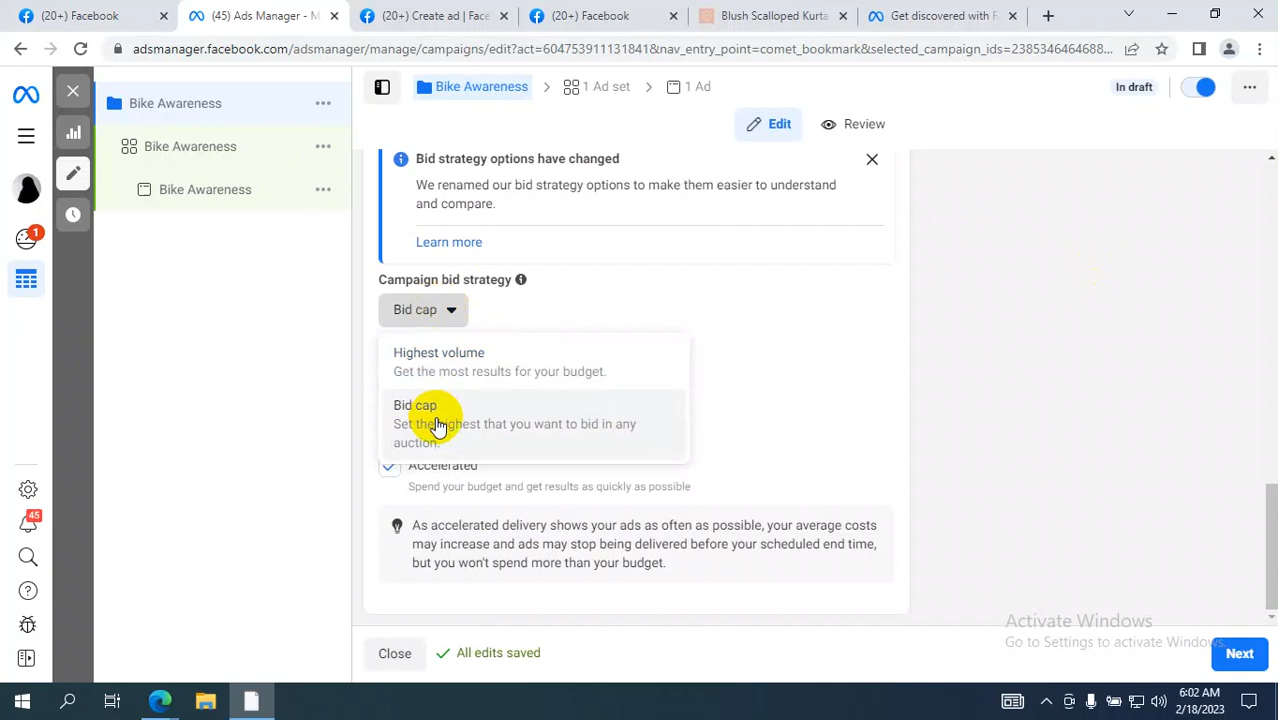 (20+) Facebook
(45) Ads Manager - M
(20+) Create ad | Face
(20+) Facebook
Blush Scalloped Kurta
Get discovered with FA
adsmanager.facebook.com/adsmanager/manage/campaigns/edit?act=604753911131841&nav_entry_point=comet_bookmark&selected_campaign_ids=2385346464688...
Bike Awareness
Bike Awareness
Bike Awareness
1
45
Bike Awareness
1 Ad set
1 Ad
In draft
Edit
Review
Bid strategy options have changed
We renamed our bid strategy options to make them easier to understand
and compare.
Learn more
Campaign bid strategy
Bid cap
Highest volume
Get the most results for your budget.
Bid cap
Set the highest that you want to bid in any
auction.
Accelerated
Spend your budget and get results as quickly as possible
As accelerated delivery shows your ads as often as possible, your average costs
may increase and ads may stop being delivered before your scheduled end time,
but you won't spend more than your budget.
Activate Windows
Go to Settings to activate Windows.
Close
All edits saved
Next
6:02 AM
2/18/2023